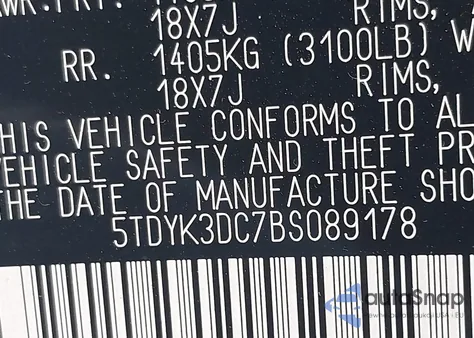 18X7J RIMS,
RR. 1405KG (3100LB) W
18X7J RIMS,
HIS VEHICLE CONFORMS TO AL
VEHICLE SAFETY AND THEFT PR
THE DATE OF MANUFACTURE SHO
5TDYK3DC7BS089178
autoSnap